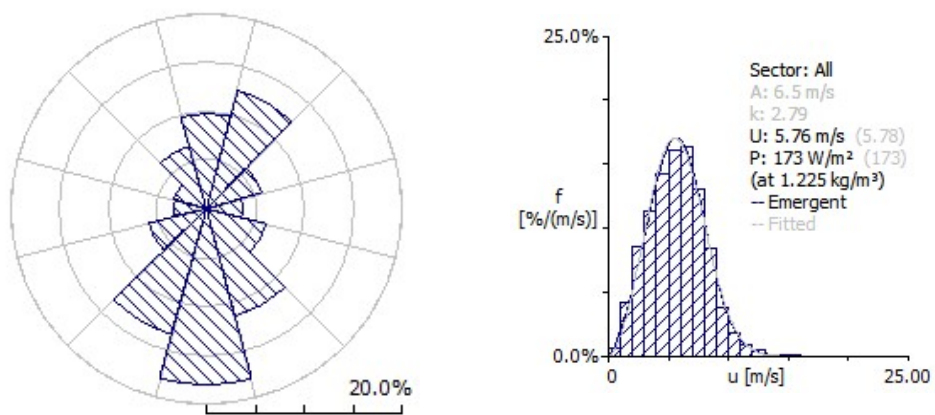 20.0%
25.0%
f
[%/(m/s)]
0.0%
0
u [m/s]
25.00
Sector: All
A: 6.5 m/s
k: 2.79
U: 5.76 m/s (5.78)
P: 173 W/m² (173)
(at 1.225 kg/m³)
-- Emergent
-- Fitted